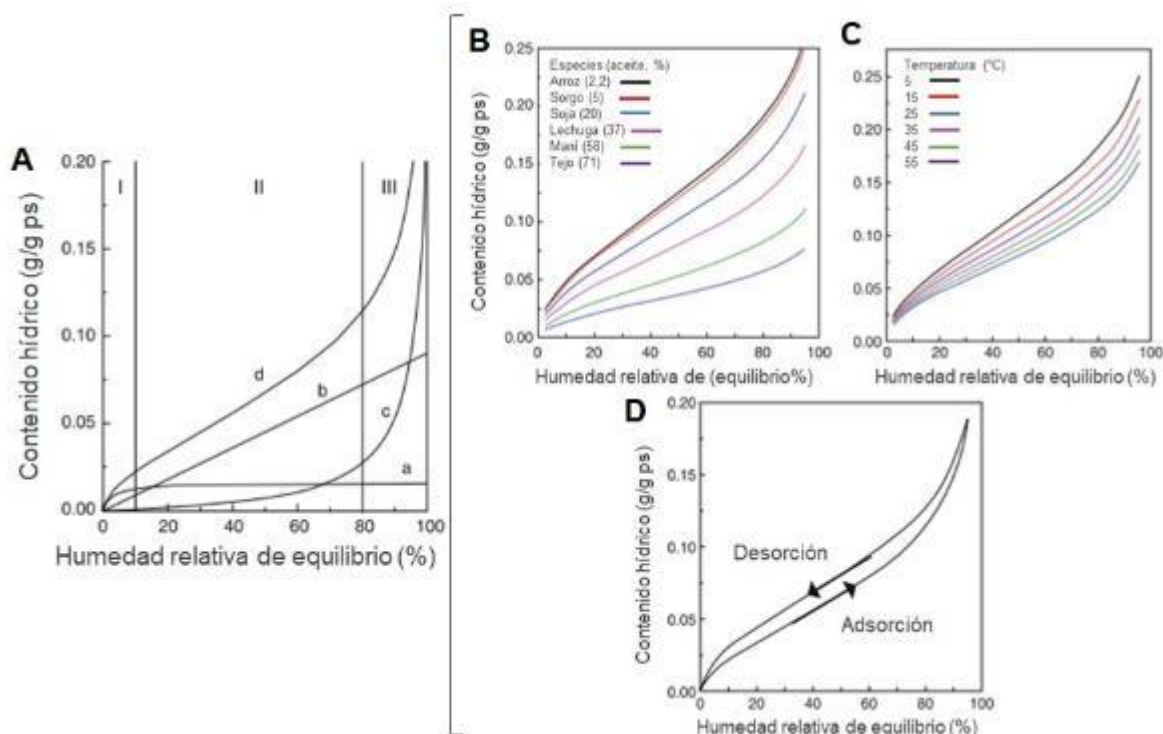 A
Contenido hídrico (g/g ps)
0.20
0.15
0.10
0.05
0.00
I
II
III
d
b
c
a
0
20
40
60
80
100
Humedad relativa de equilibrio (%)
B
Contenido hídrico (g/g ps)
0.25
0.20
0.15
0.10
0.05
0.00
Especies (aceite, %)
Arroz (2,2)
Sorgo (5)
Soja (20)
Lechuga (37)
Maní (58)
Tejo (71)
0
20
40
60
80
100
Humedad relativa de (equilibrio%)
C
0.25
0.20
0.15
0.10
0.05
0.00
Temperatura (°C)
5
15
25
35
45
55
0
20
40
60
80
100
Humedad relativa de equilibrio (%)
D
Contenido hídrico (g/g ps)
0.20
0.15
0.10
0.05
0.00
Desorción
Adsorción
0
20
40
60
80
100
Humedad relativa de equilibrio (%)